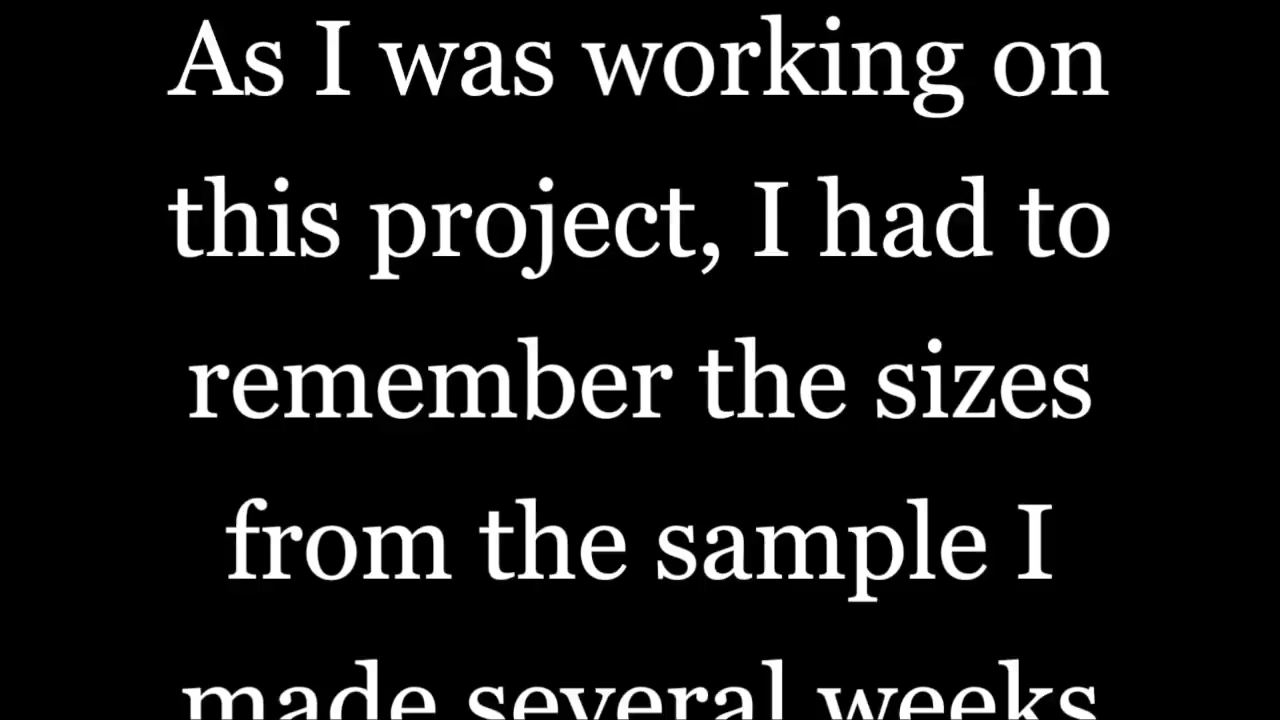 As I was working on
this project, I had to
remember the sizes
from the sample I
made several weeks